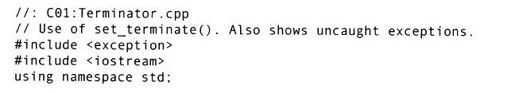 //: C01:Terminator.cpp
// Use of set_terminate(). Also shows uncaught exceptions.
#include <exception>
#include <iostream>
using namespace std;